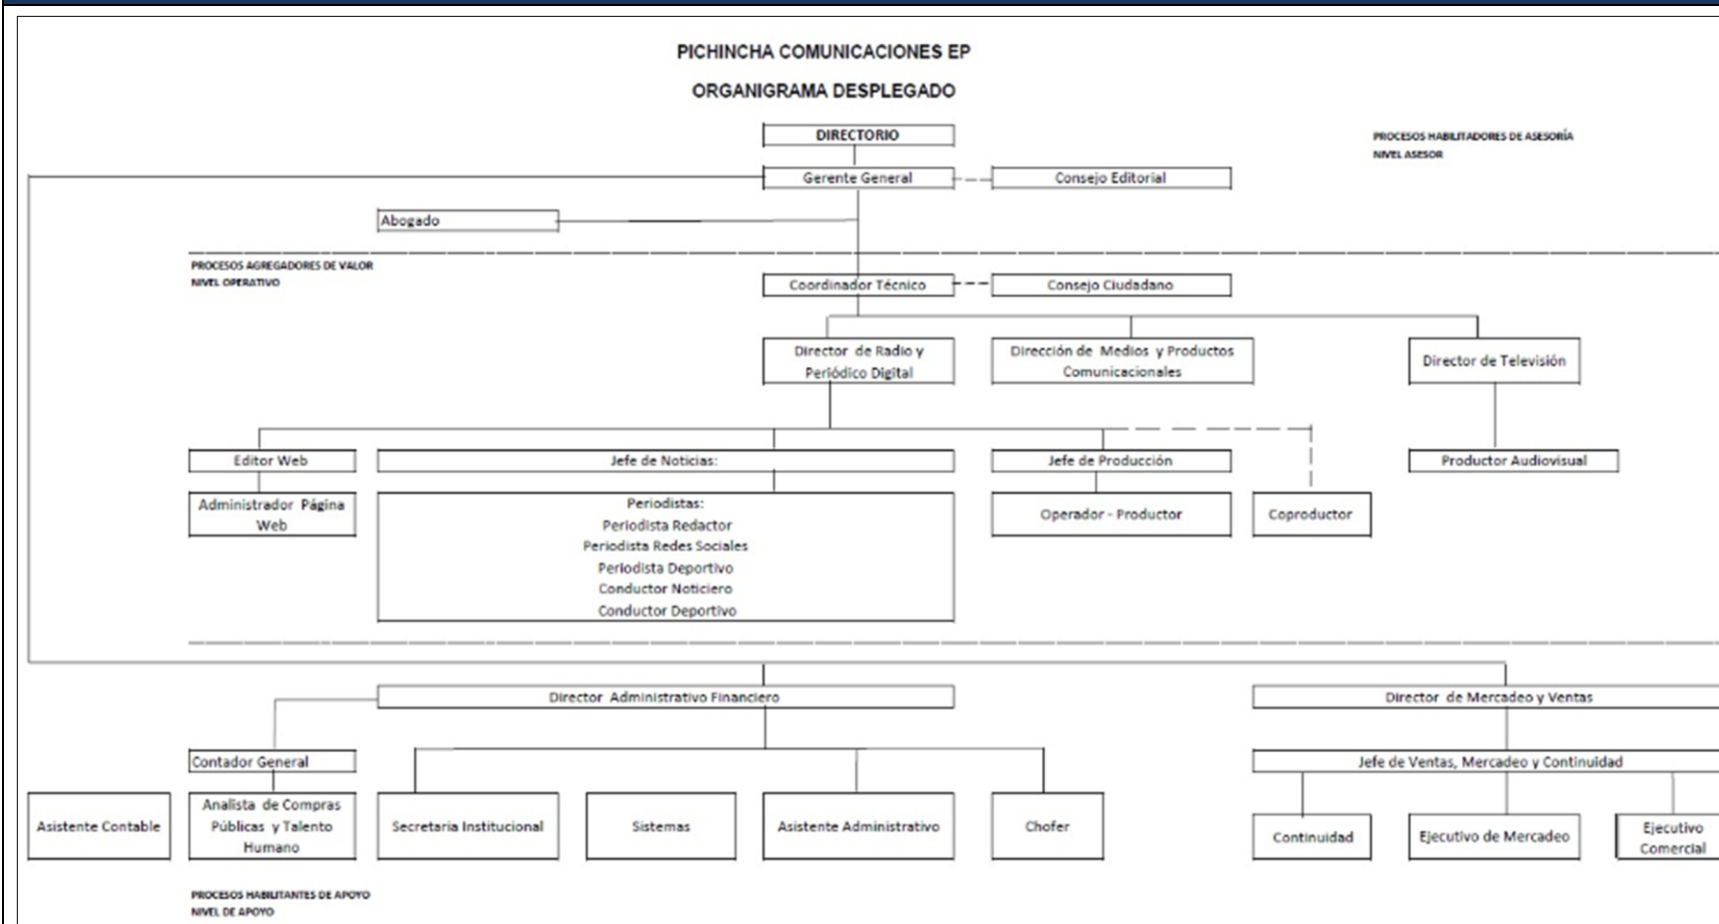 PICHINCHA COMUNICACIONES EP
ORGANIGRAMA DESPLEGADO
DIRECTORIO
PROCESOS HABILITADORES DE ASESORÍA
NIVEL ASESOR
Gerente General
Consejo Editorial
Abogado
PROCESOS AGREGADORES DE VALOR
NIVEL OPERATIVO
Coordinador Técnico
Consejo Ciudadano
Director de Radio y
Periódico Digital
Dirección de Medios y Productos
Comunicacionales
Director de Televisión
Editor Web
Jefe de Noticias:
Jefe de Producción
Productor Audiovisual
Administrador Página
Web
Periodistas:
Periodista Redactor
Periodista Redes Sociales
Periodista Deportivo
Conductor Noticiero
Conductor Deportivo
Operador - Productor
Coproductor
Director Administrativo Financiero
Director de Mercadeo y Ventas
Contador General
Jefe de Ventas, Mercadeo y Continuidad
Asistente Contable
Analista de Compras
Públicas y Talento
Humano
Secretaria Institucional
Sistemas
Asistente Administrativo
Chofer
Continuidad
Ejecutivo de Mercadeo
Ejecutivo
Comercial
PROCESOS HABILITANTES DE APOYO
NIVEL DE APOYO